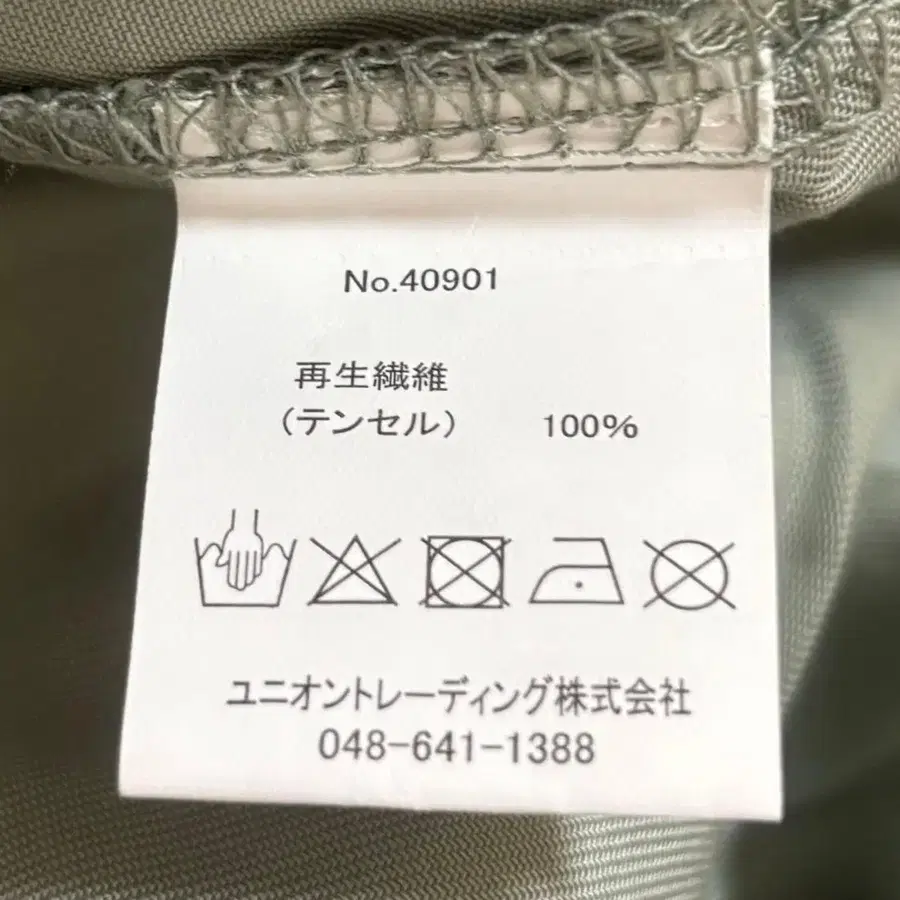 No.40901
再生繊維
(テンセル) 100%
ユニオントレーディング株式会社
048-641-1388